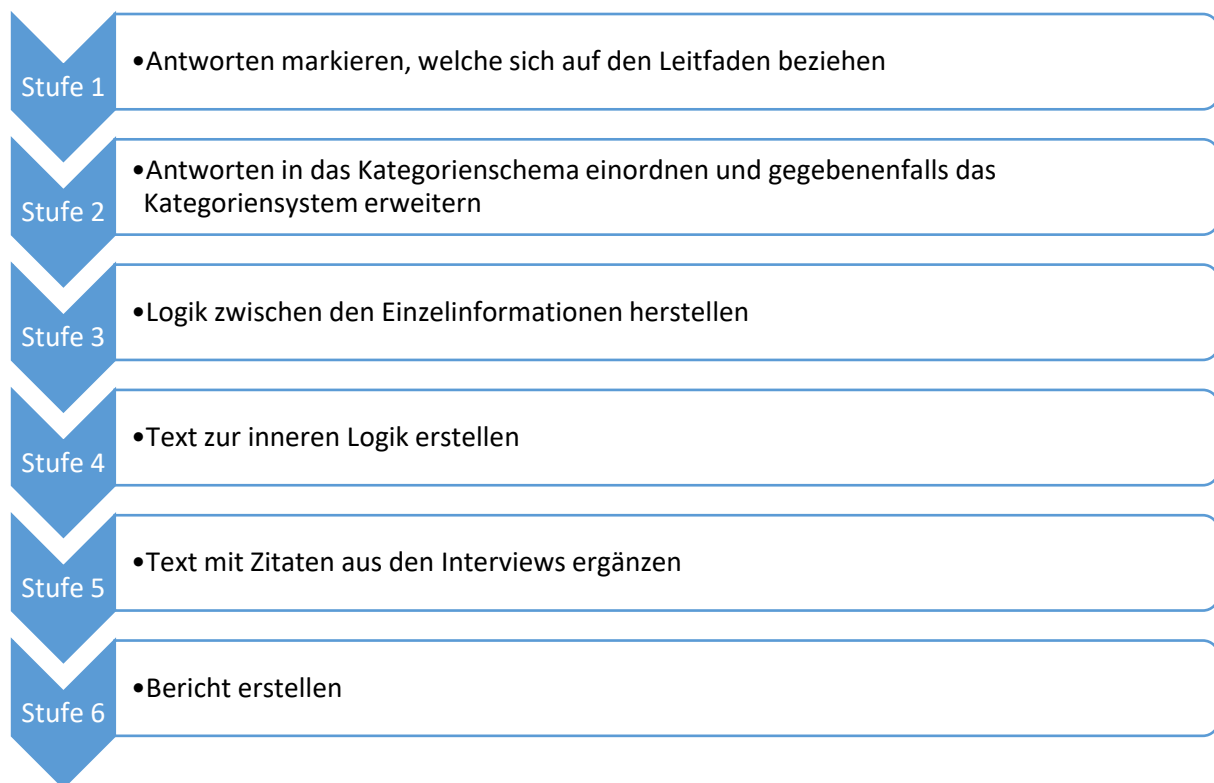 Stufe 1
•Antworten markieren, welche sich auf den Leitfaden beziehen
Stufe 2
•Antworten in das Kategorienschema einordnen und gegebenenfalls das
Kategoriensystem erweitern
Stufe 3
•Logik zwischen den Einzelinformationen herstellen
Stufe 4
•Text zur inneren Logik erstellen
Stufe 5
•Text mit Zitaten aus den Interviews ergänzen
Stufe 6
•Bericht erstellen